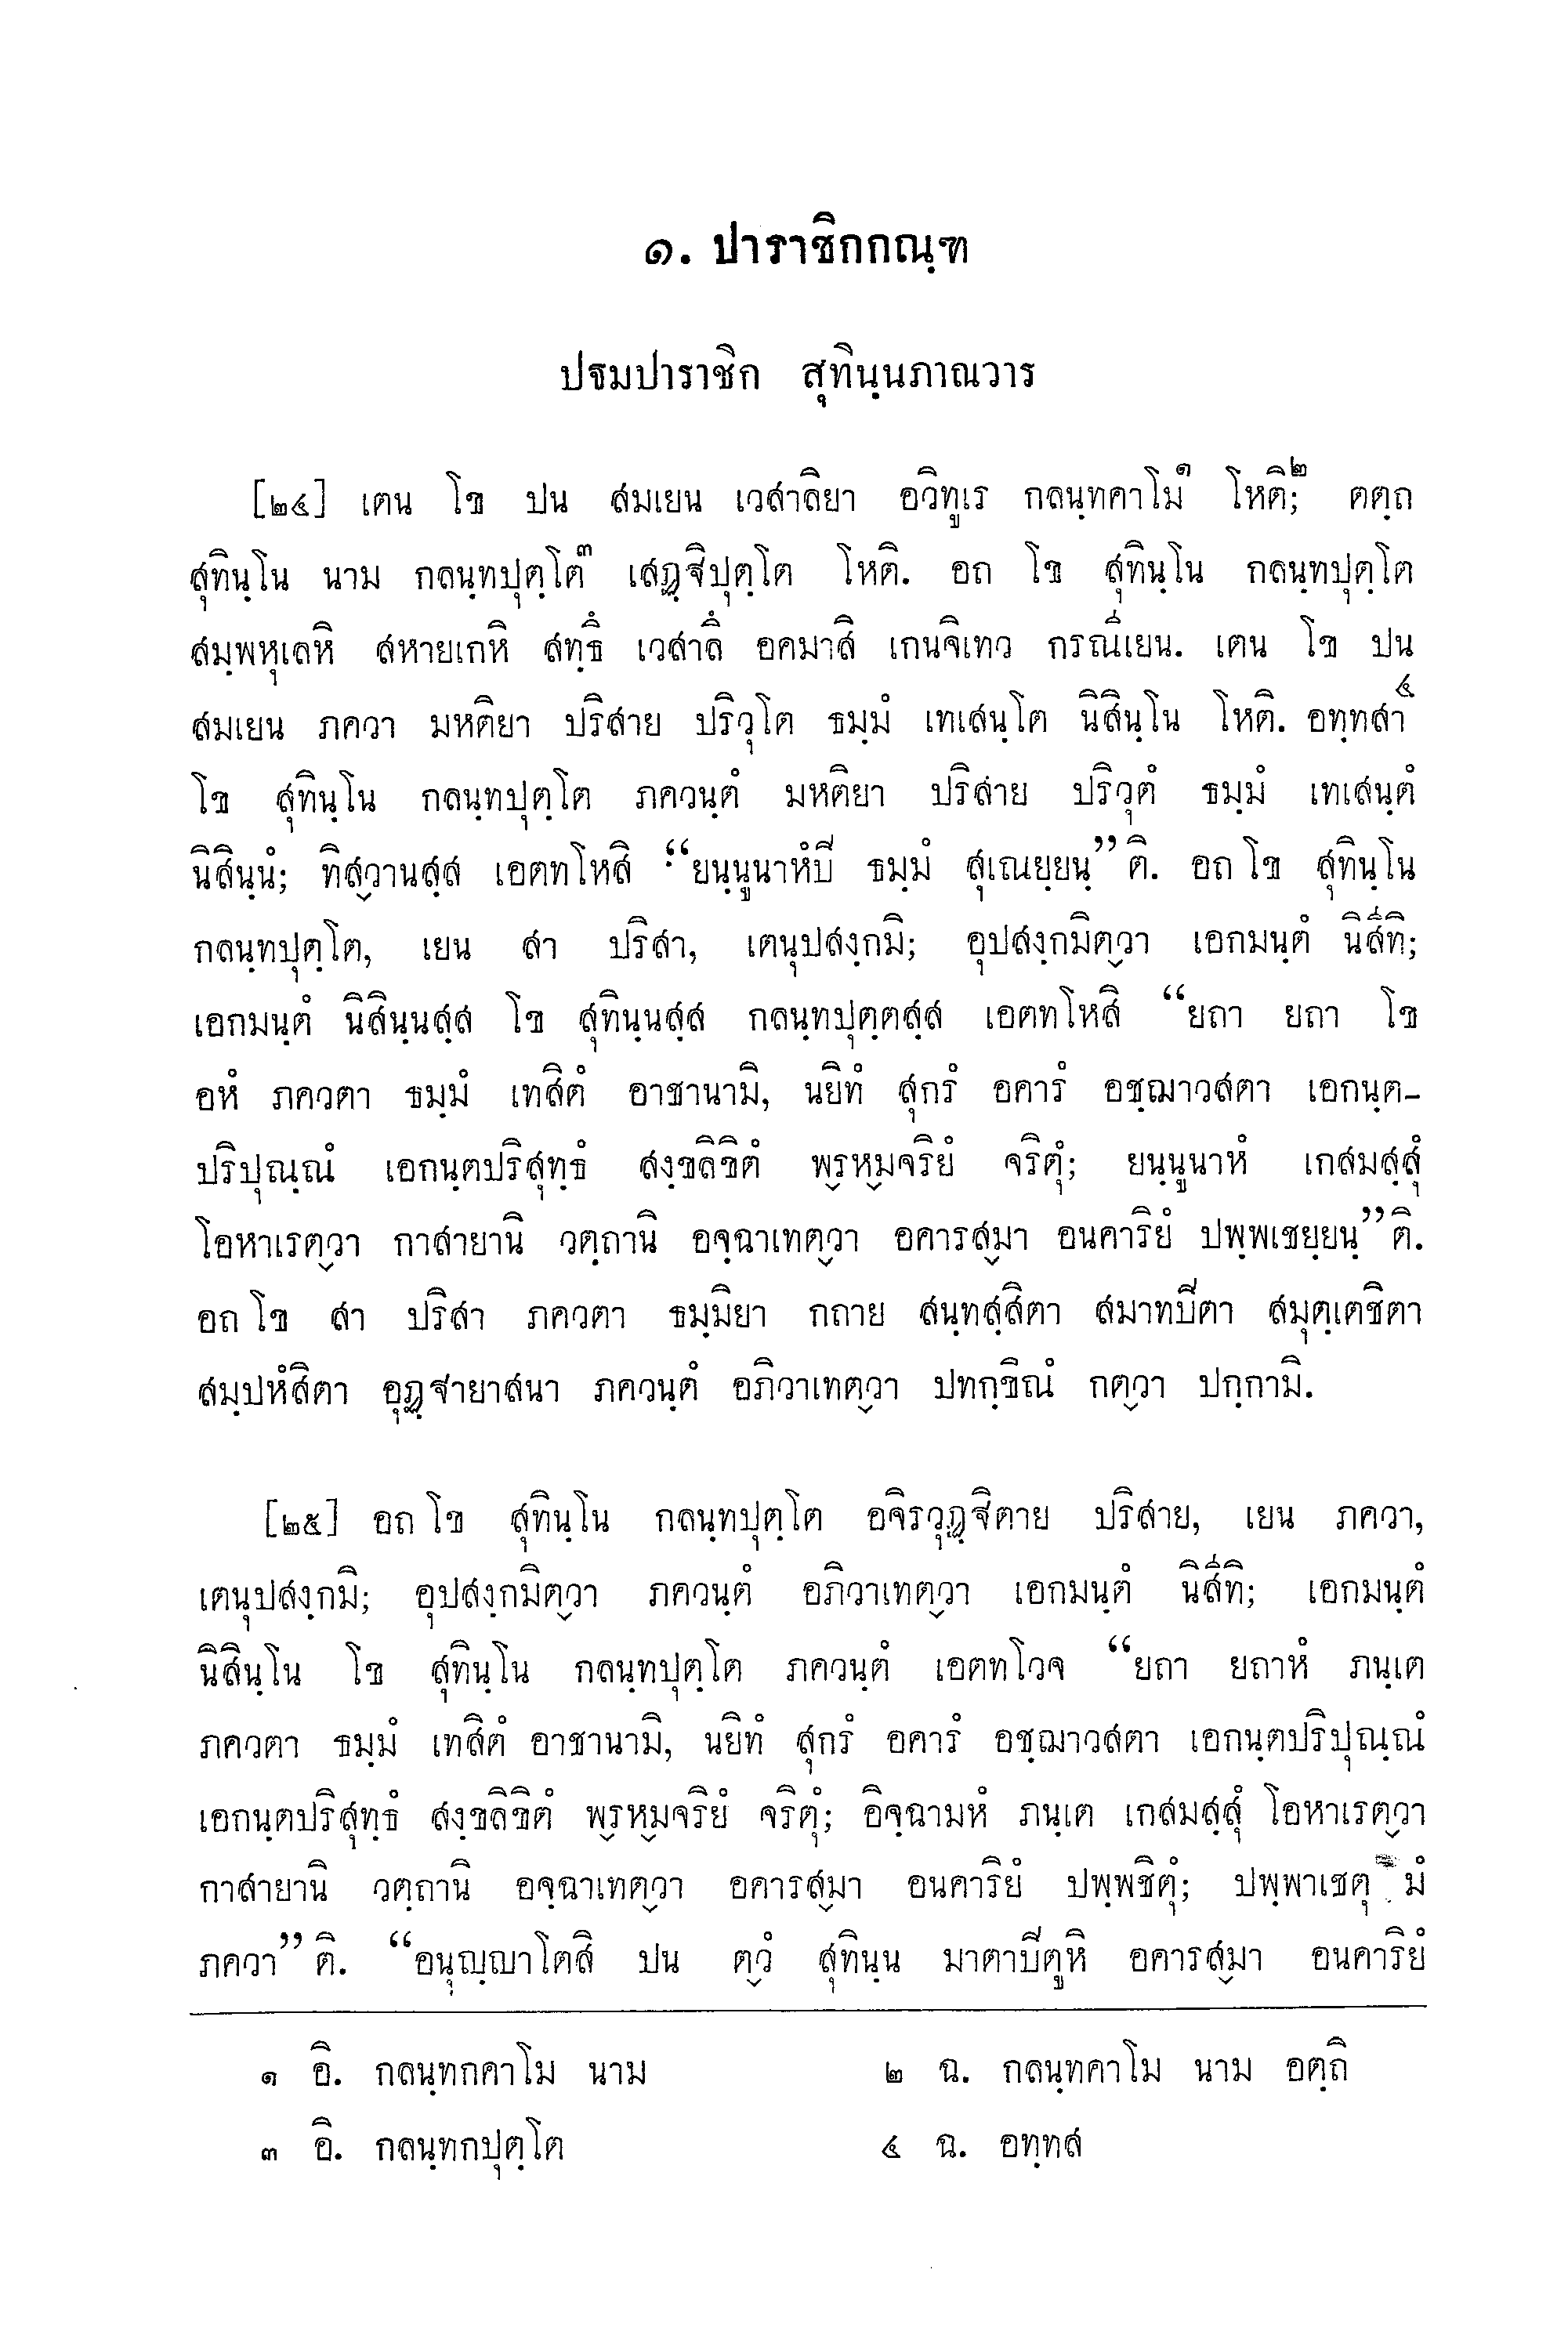 ๑. ปาราชิกกณฺฑ
ปฐมปาราชิก สุทินฺนภาณวาร
[๒๔] เตน โข ปน สมเยน เวสาลิยา อวิทูเร กลนฺทคาโม๑ โหติ;๒ ตตฺถ
สุทินฺโน นาม กลนฺทปุตฺโต๓ เสฏฺฐิปุตฺโต โหติ. อถ โข สุทินฺโน กลนฺทปุตฺโต
สมฺพหุเลหิ สหายเกหิ สทฺธึ เวสาลึ อคมาสิ เกนจิเทว กรณีเยน. เตน โข ปน
สมเยน ภควา มหติยา ปริสาย ปริวุโต ธมฺมํ เทเสนฺโต นิสินฺโน โหติ. อทฺทสา๔
โข สุทินฺโน กลนฺทปุตฺโต ภควนฺตํ มหติยา ปริสาย ปริวุตํ ธมฺมํ เทเสนฺตํ
นิสินฺนํ; ทิส๎วานสฺส เอตทโหสิ “ยนฺนูนาหํปิ ธมฺมํ สุเณยฺยนฺ” ติ. อถ โข สุทินฺโน
กลนฺทปุตฺโต, เยน สา ปริสา, เตนุปสงฺกมิ; อุปสงฺกมิต๎วา เอกมนฺตํ นิสีทิ;
เอกมนฺตํ นิสินฺนสฺส โข สุทินฺนสฺส กลนฺทปุตฺตสฺส เอตทโหสิ “ยถา ยถา โข
อหํ ภควตา ธมฺมํ เทสิตํ อาชานามิ, นยิทํ สุกรํ อคารํ อชฺฌาวสตา เอกนฺต-
ปริปุณฺณํ เอกนฺตปริสุทฺธํ สงฺขลิขิตํ พ๎รหฺม๎จริยํ จริตุํ; ยนฺนูนาหํ เกสมสฺสุํ
โอหาเรต๎วา กาสายานิ วตฺถานิ อจฺฉาเทต๎วา อคารส๎มา อนคาริยํ ปพฺพเชยฺยนฺ” ติ.
อถ โข สา ปริสา ภควตา ธมฺมิยา กถาย สนฺทสฺสิตา สมาทปิตา สมุตฺเตชิตา
สมฺปหํสิตา อุฏฺฐายาสนา ภควนฺตํ อภิวาเทต๎วา ปทกฺขิณํ กต๎วา ปกฺกามิ.
[๒๕] อถ โข สุทินฺโน กลนฺทปุตฺโต อจิรวุฏฺฐิตาย ปริสาย, เยน ภควา,
เตนุปสงฺกมิ; อุปสงฺกมิต๎วา ภควนฺตํ อภิวาเทต๎วา เอกมนฺตํ นิสีทิ; เอกมนฺตํ
นิสินฺโน โข สุทินฺโน กลนฺทปุตฺโต ภควนฺตํ เอตทโวจ “ยถา ยถาหํ ภนฺเต
ภควตา ธมฺมํ เทสิตํ อาชานามิ, นยิทํ สุกรํ อคารํ อชฺฌาวสตา เอกนฺตปริปุณฺณํ
เอกนฺตปริสุทฺธํ สงฺขลิขิตํ พ๎รหฺม๎จริยํ จริตุํ; อิจฺฉามหํ ภนฺเต เกสมสฺสุํ โอหาเรต๎วา
กาสายานิ วตฺถานิ อจฺฉาเทต๎วา อคารส๎มา อนคาริยํ ปพฺพชิตุํ; ปพฺพาเชตุ มํ
ภควา” ติ. “อนุญฺญาโตสิ ปน ต๎วํ สุทินฺน มาตาปิตูหิ อคารส๎มา อนคาริยํ
๑ อิ. กลนฺทกคาโม นาม ๒ ฉ. กลนฺทคาโม นาม อตฺถิ
๓ อิ. กลนฺทกปุตฺโต ๔ ฉ. อทฺทส